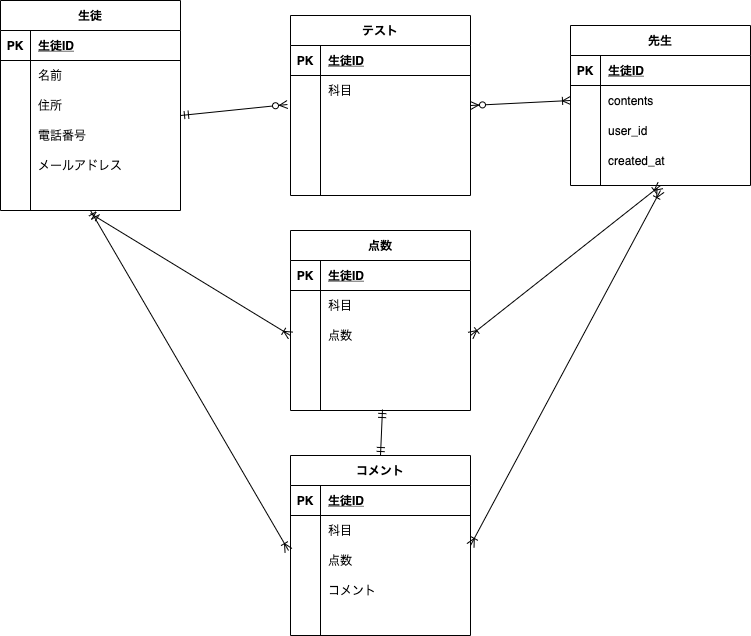 生徒
PK 生徒ID
名前
住所
電話番号
メールアドレス
テスト
PK 生徒ID
科目
先生
PK 生徒ID
contents
user_id
created_at
点数
PK 生徒ID
科目
点数
コメント
PK 生徒ID
科目
点数
コメント